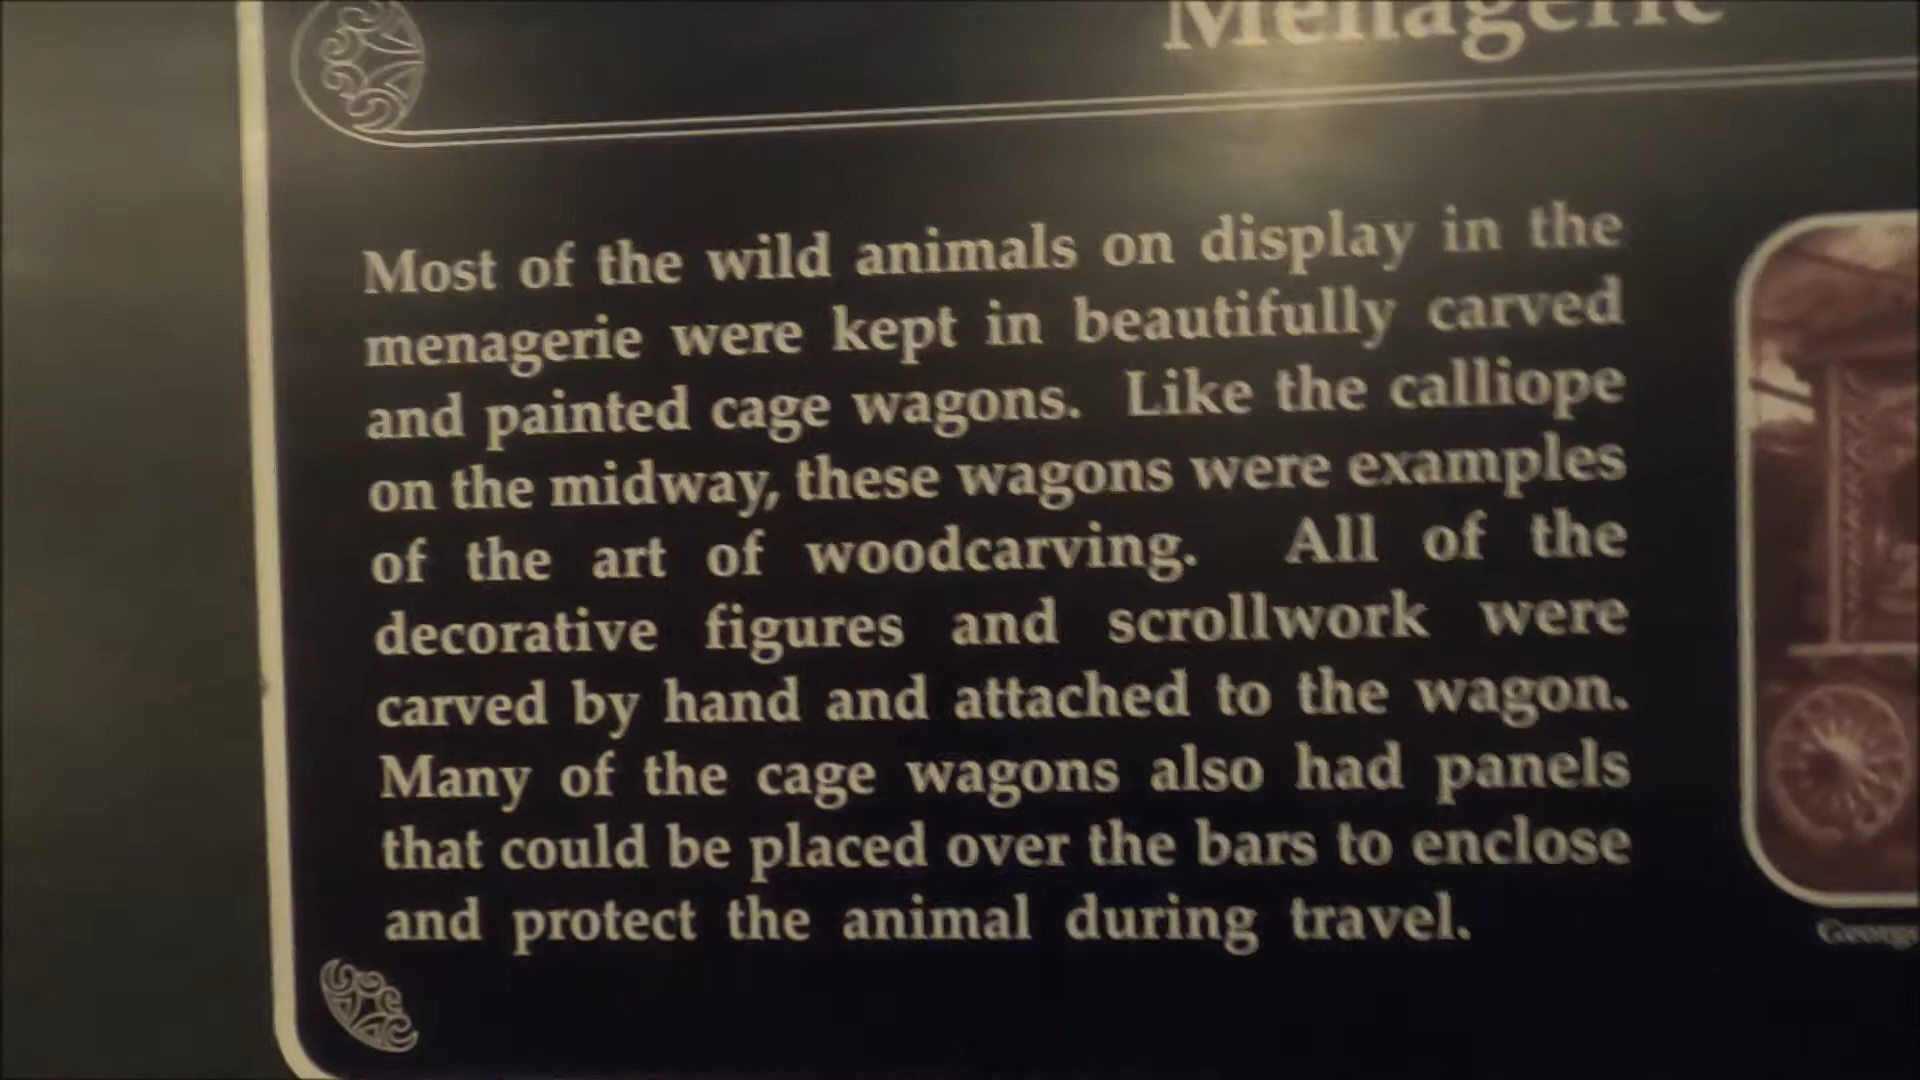 Menagerie
Most of the wild animals on display in the
menagerie were kept in beautifully carved
and painted cage wagons. Like the calliope
on the midway, these wagons were examples
of the art of woodcarving. All of the
decorative figures and scrollwork were
carved by hand and attached to the wagon.
Many of the cage wagons also had panels
that could be placed over the bars to enclose
and protect the animal during travel.